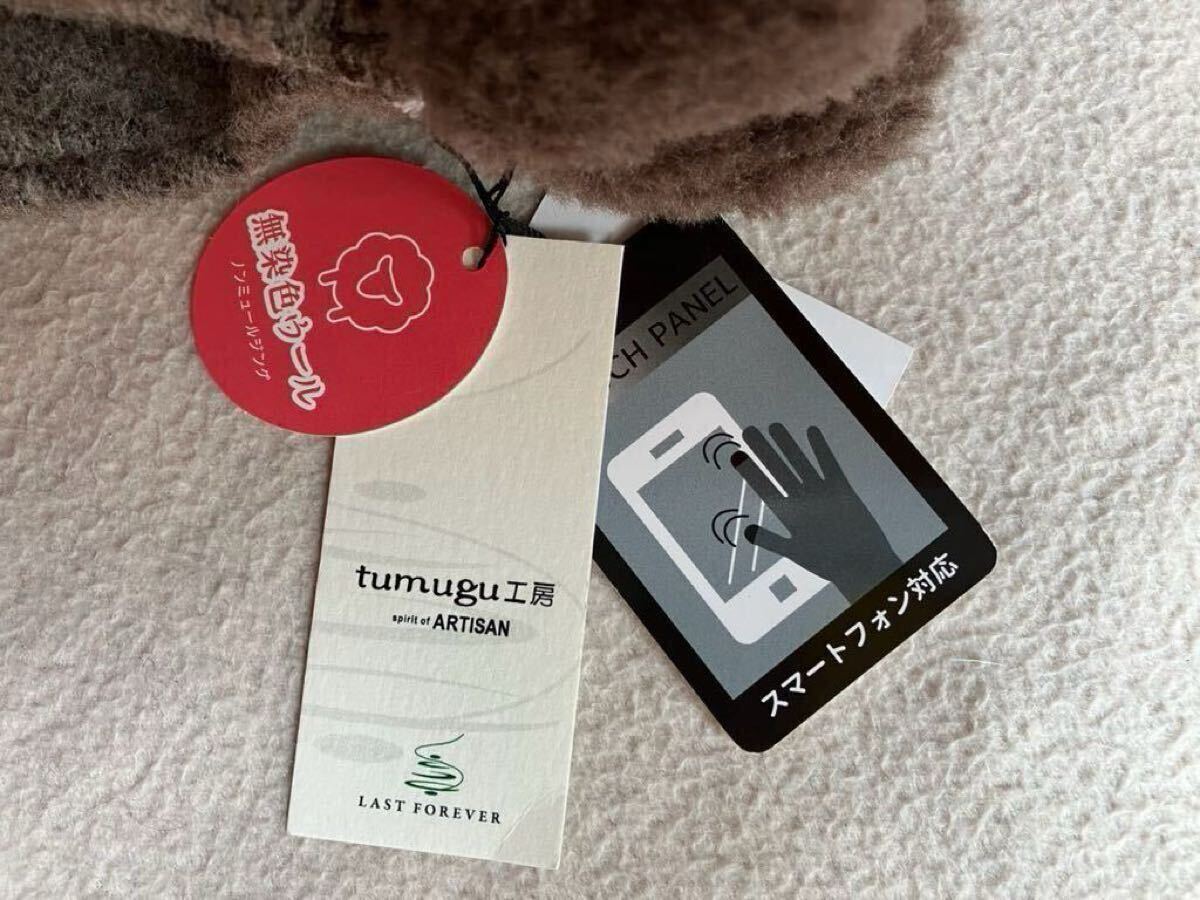 無染色ウール
ノンミュールジング
tumugu工房
spirit of ARTISAN
LAST FOREVER
CH PANEL
スマートフォン対応